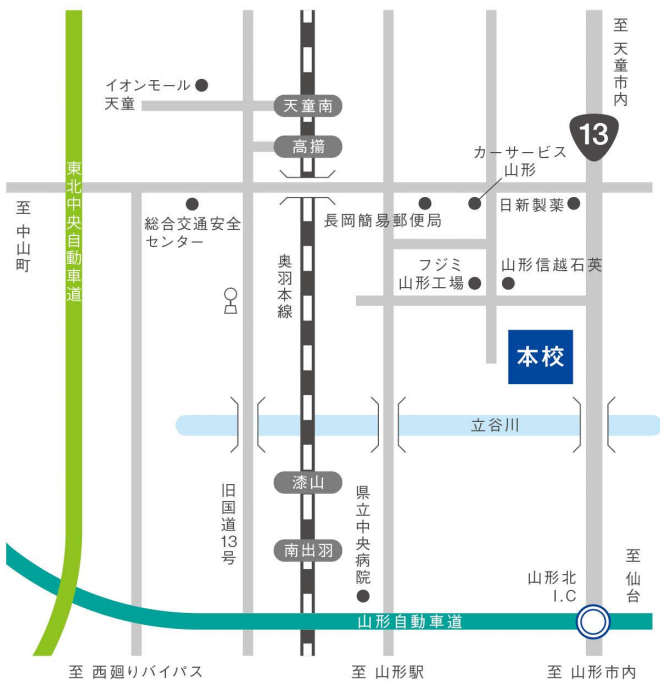 至 天童市内
イオンモール
天童
天童南
13
高擶
カーサービス
山形
東北中央自動車道
至 中山町
総合交通安全
センター
長岡簡易郵便局
日新製薬
奥羽本線
フジミ
山形工場
山形信越石英
本校
立谷川
漆山
旧国道13号
県立中央病院
南出羽
山形北
I.C
至 仙台
山形自動車道
至 西廻りバイパス
至 山形駅
至 山形市内